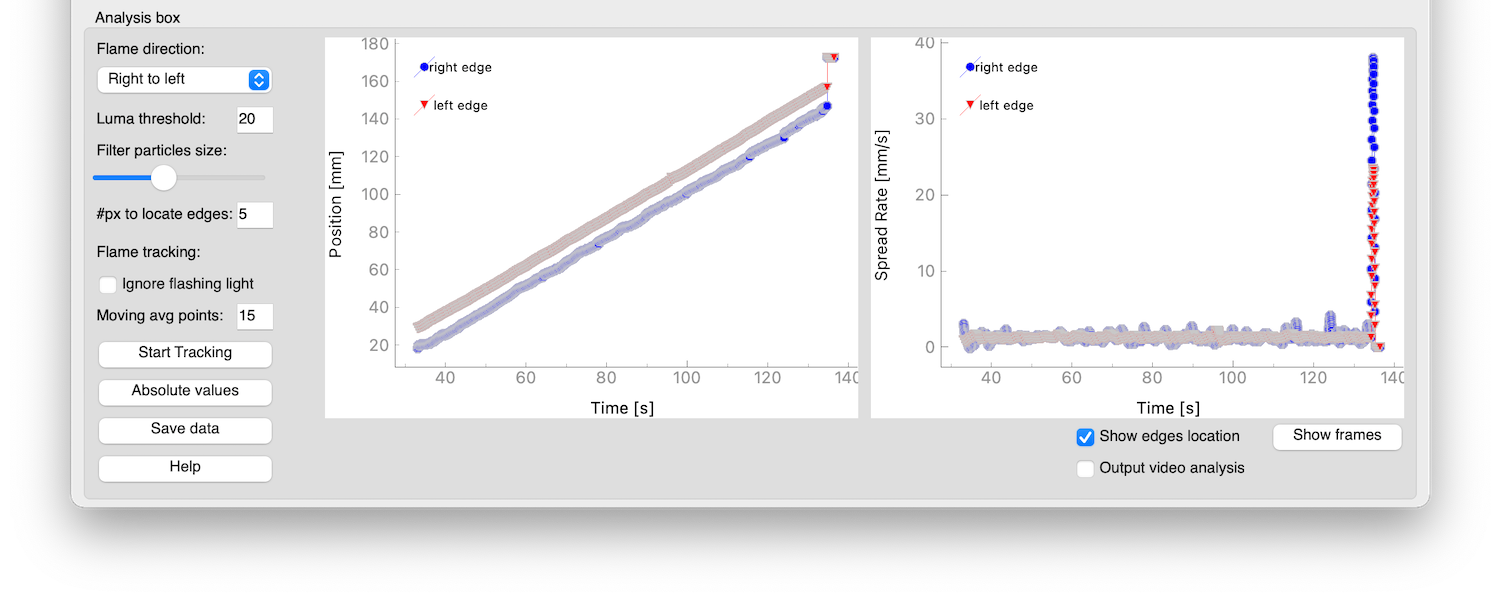 Analysis box
Flame direction:
Right to left
Luma threshold: 20
Filter particles size:
#px to locate edges: 5
Flame tracking:
Ignore flashing light
Moving avg points: 15
Start Tracking
Absolute values
Save data
Help
Position [mm]
180
160
140
120
100
80
60
40
20
right edge
left edge
40 60 80 100 120 140
Time [s]
Spread Rate [mm/s]
40
30
20
10
0
right edge
left edge
40 60 80 100 120 140
Time [s]
Show edges location
Show frames
Output video analysis